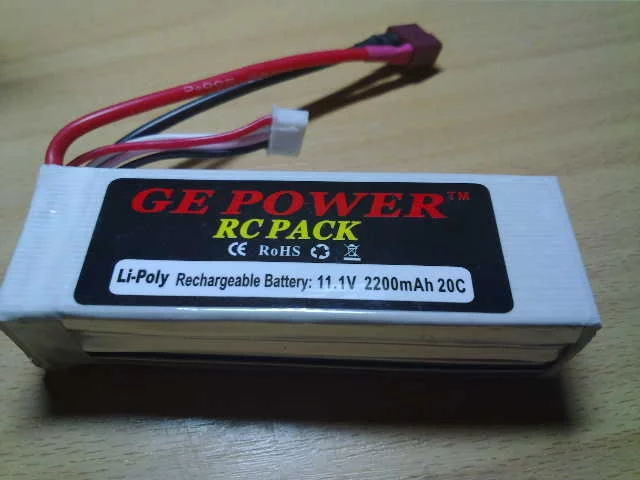 GE POWER™
RC PACK
CE RoHS
Li-Poly Rechargeable Battery: 11.1V 2200mAh 20C